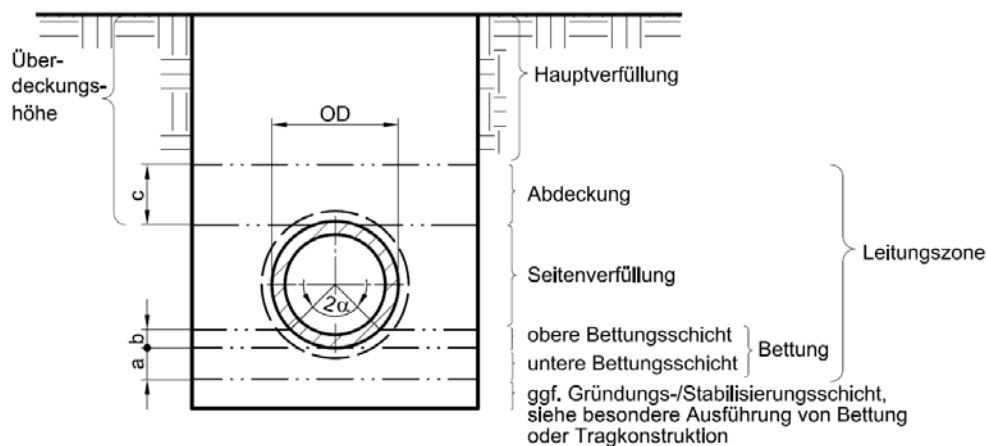 Über-
deckungs-
höhe
Hauptverfüllung
OD
c
Abdeckung
Leitungszone
Seitenverfüllung
2α
b
obere Bettungsschicht
Bettung
a
untere Bettungsschicht
ggf. Gründungs-/Stabilisierungsschicht,
siehe besondere Ausführung von Bettung
oder Tragkonstruktion